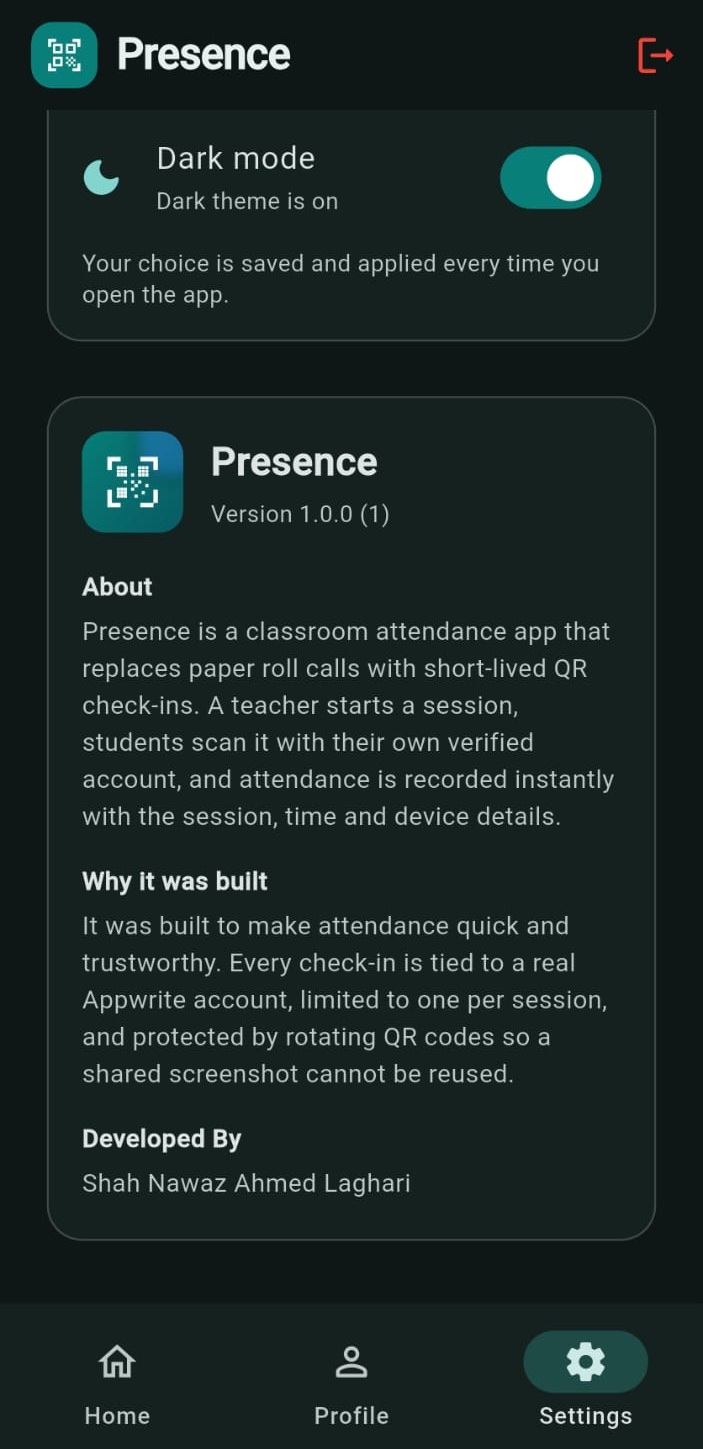 Presence
Dark mode
Dark theme is on
Your choice is saved and applied every time you
open the app.
Presence
Version 1.0.0 (1)
About
Presence is a classroom attendance app that
replaces paper roll calls with short-lived QR
check-ins. A teacher starts a session,
students scan it with their own verified
account, and attendance is recorded instantly
with the session, time and device details.
Why it was built
It was built to make attendance quick and
trustworthy. Every check-in is tied to a real
Appwrite account, limited to one per session,
and protected by rotating QR codes so a
shared screenshot cannot be reused.
Developed By
Shah Nawaz Ahmed Laghari
Home
Profile
Settings